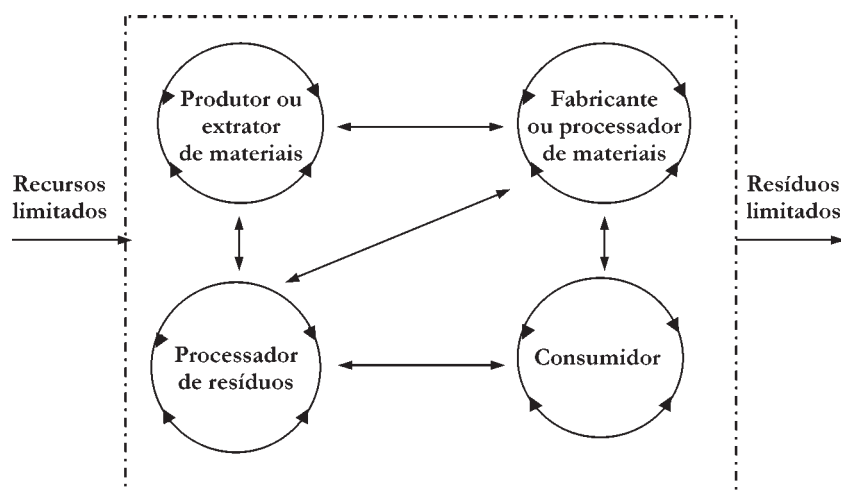 Produtor ou
extrator
de materiais
Fabricante
ou processador
de materiais
Recursos
limitados
Resíduos
limitados
Processador
de resíduos
Consumidor